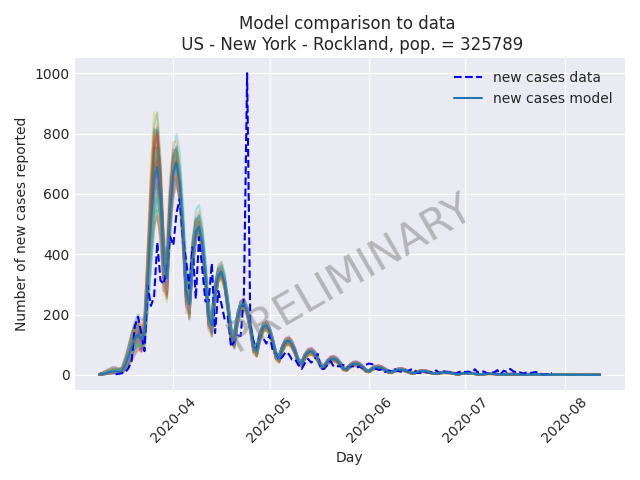 Model comparison to data
US - New York - Rockland, pop. = 325789
new cases data
new cases model
Number of new cases reported
1000
800
600
400
200
0
PRELIMINARY
2020-04
2020-05
2020-06
2020-07
2020-08
Day